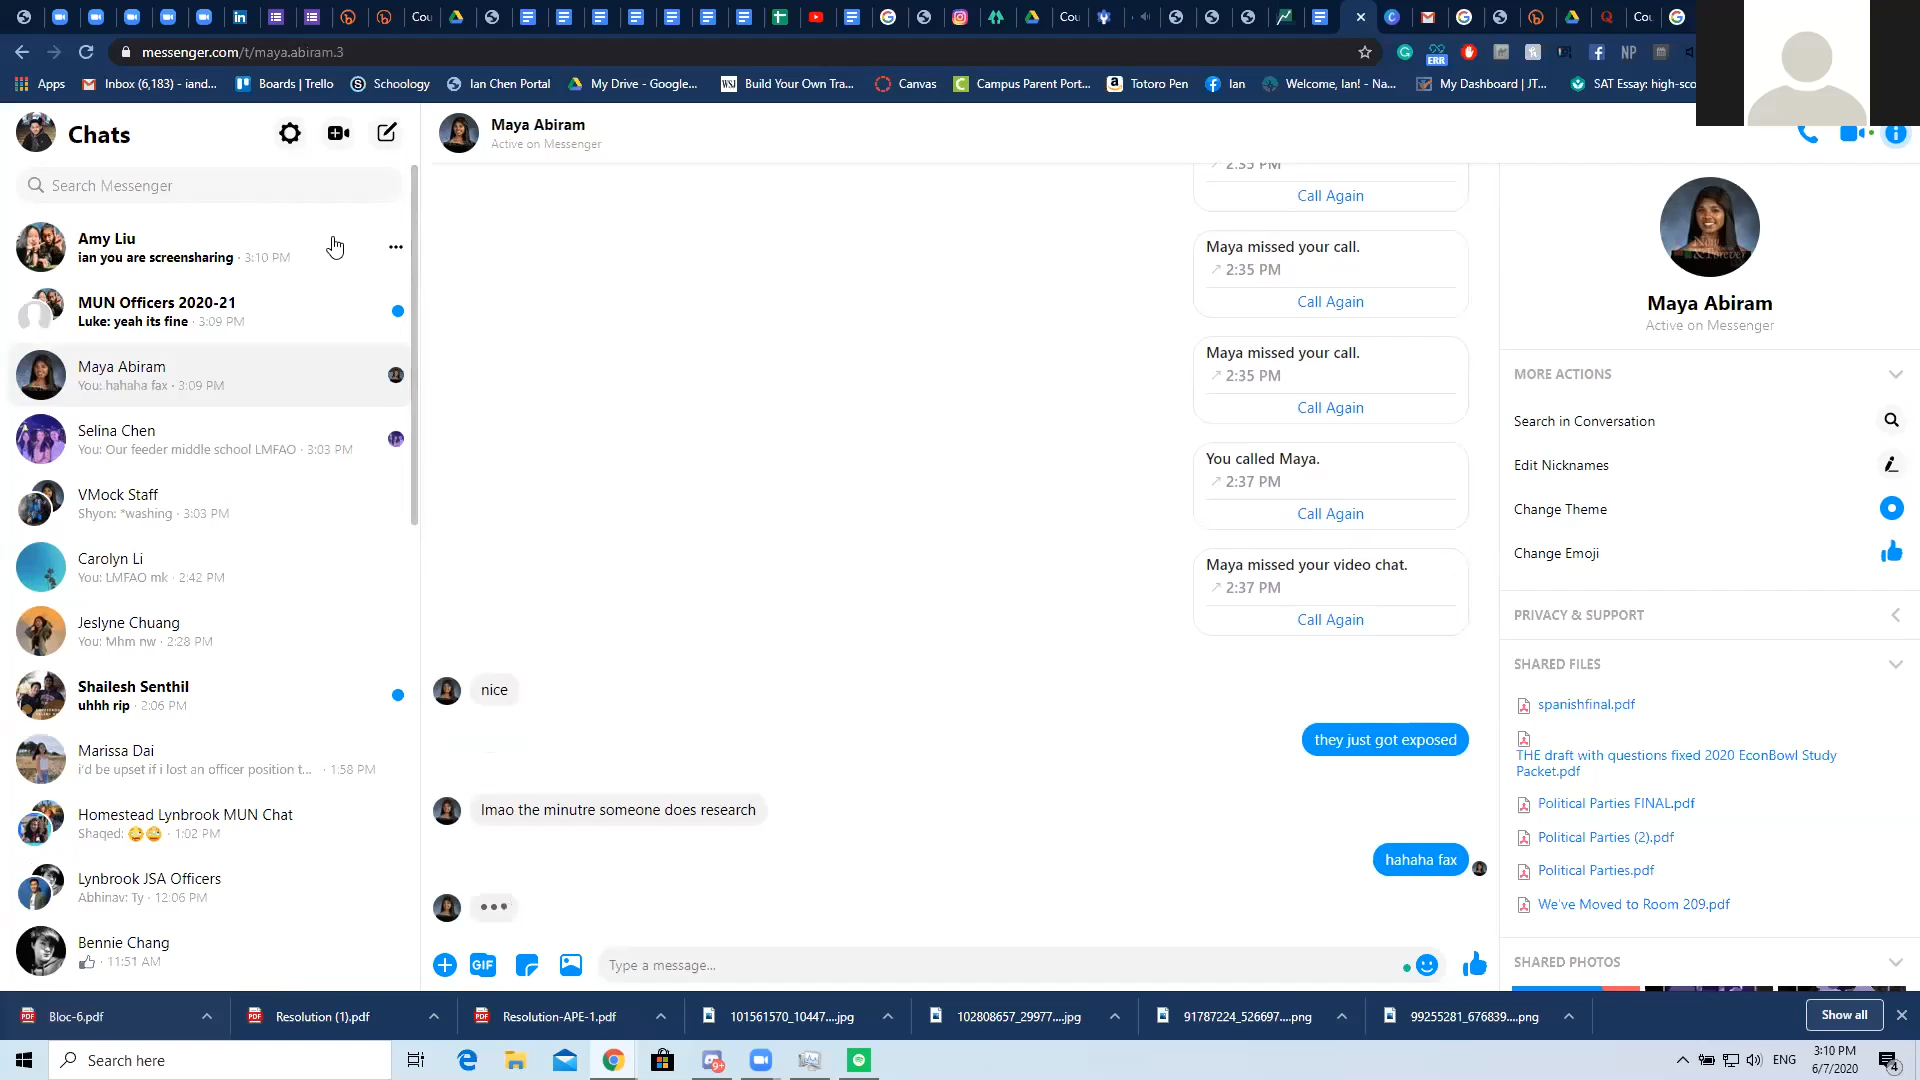 Cou
Cou
Cou
messenger.com/t/maya.abiram.3
ERR
NP
Apps
Inbox (6,183) - iand...
Boards | Trello
Schoology
Ian Chen Portal
My Drive - Google...
WSJ
Build Your Own Tra...
Canvas
Campus Parent Port...
Totoro Pen
Ian
Welcome, Ian! - Na...
My Dashboard | JT...
SAT Essay: high-sco
Chats
Search Messenger
Amy Liu
ian you are screensharing · 3:10 PM
MUN Officers 2020-21
Luke: yeah its fine · 3:09 PM
Maya Abiram
You: hahaha fax · 3:09 PM
Selina Chen
You: Our feeder middle school LMFAO · 3:03 PM
VMock Staff
Shyon: *washing · 3:03 PM
Carolyn Li
You: LMFAO mk · 2:42 PM
Jeslyne Chuang
You: Mhm nw · 2:28 PM
Shailesh Senthil
uhhh rip · 2:06 PM
Marissa Dai
i'd be upset if i lost an officer position t... · 1:58 PM
Homestead Lynbrook MUN Chat
Shaqed: 🤪🤪 · 1:02 PM
Lynbrook JSA Officers
Abhinav: Ty · 12:06 PM
Bennie Chang
· 11:51 AM
Maya Abiram
Active on Messenger
2:35 PM
Call Again
Maya missed your call.
2:35 PM
Call Again
Maya missed your call.
2:35 PM
Call Again
You called Maya.
2:37 PM
Call Again
Maya missed your video chat.
2:37 PM
Call Again
nice
they just got exposed
lmao the minutre someone does research
hahaha fax
GIF
Type a message...
Maya Abiram
Active on Messenger
MORE ACTIONS
Search in Conversation
Edit Nicknames
Change Theme
Change Emoji
PRIVACY & SUPPORT
SHARED FILES
spanishfinal.pdf
THE draft with questions fixed 2020 EconBowl Study
Packet.pdf
Political Parties FINAL.pdf
Political Parties (2).pdf
Political Parties.pdf
We've Moved to Room 209.pdf
SHARED PHOTOS
Bloc-6.pdf
Resolution (1).pdf
Resolution-APE-1.pdf
101561570_10447....jpg
102808657_29977....jpg
91787224_526697....png
99255281_676839....png
Show all
Search here
9+
ENG
3:10 PM
6/7/2020
4